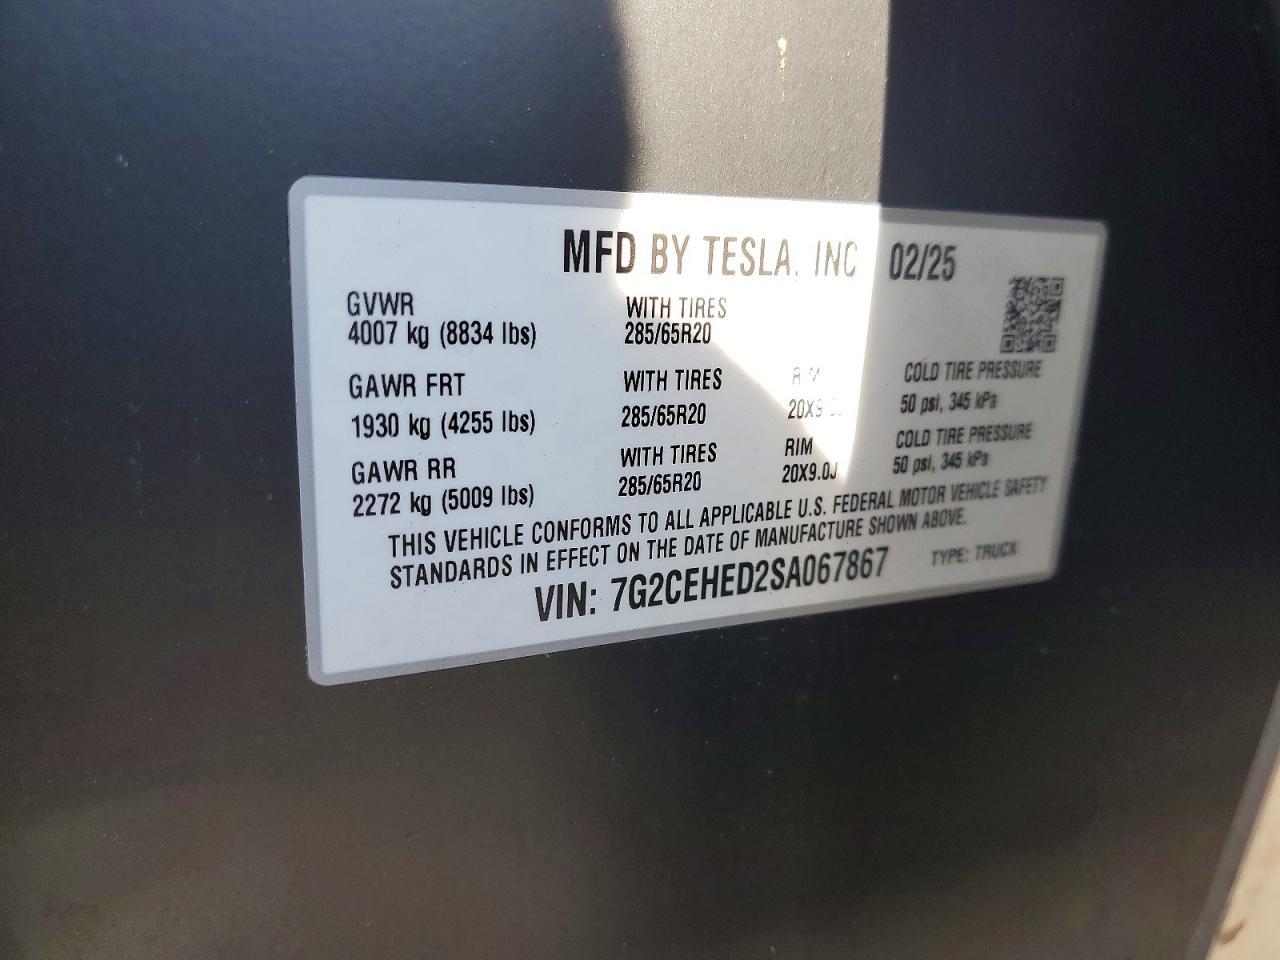 MFD BY TESLA, INC 02/25
GVWR WITH TIRES
4007 kg (8834 lbs) 285/65R20
GAWR FRT WITH TIRES COLD TIRE PRESSURE
1930 kg (4255 lbs) 285/65R20 50 psi, 345 kPa
GAWR RR WITH TIRES RIM COLD TIRE PRESSURE
2272 kg (5009 lbs) 285/65R20 20X9.0J 50 psi, 345 kPa
THIS VEHICLE CONFORMS TO ALL APPLICABLE U.S. FEDERAL MOTOR VEHICLE SAFETY
STANDARDS IN EFFECT ON THE DATE OF MANUFACTURE SHOWN ABOVE.
VIN: 7G2CEHED2SA067867 TYPE: TRUCK